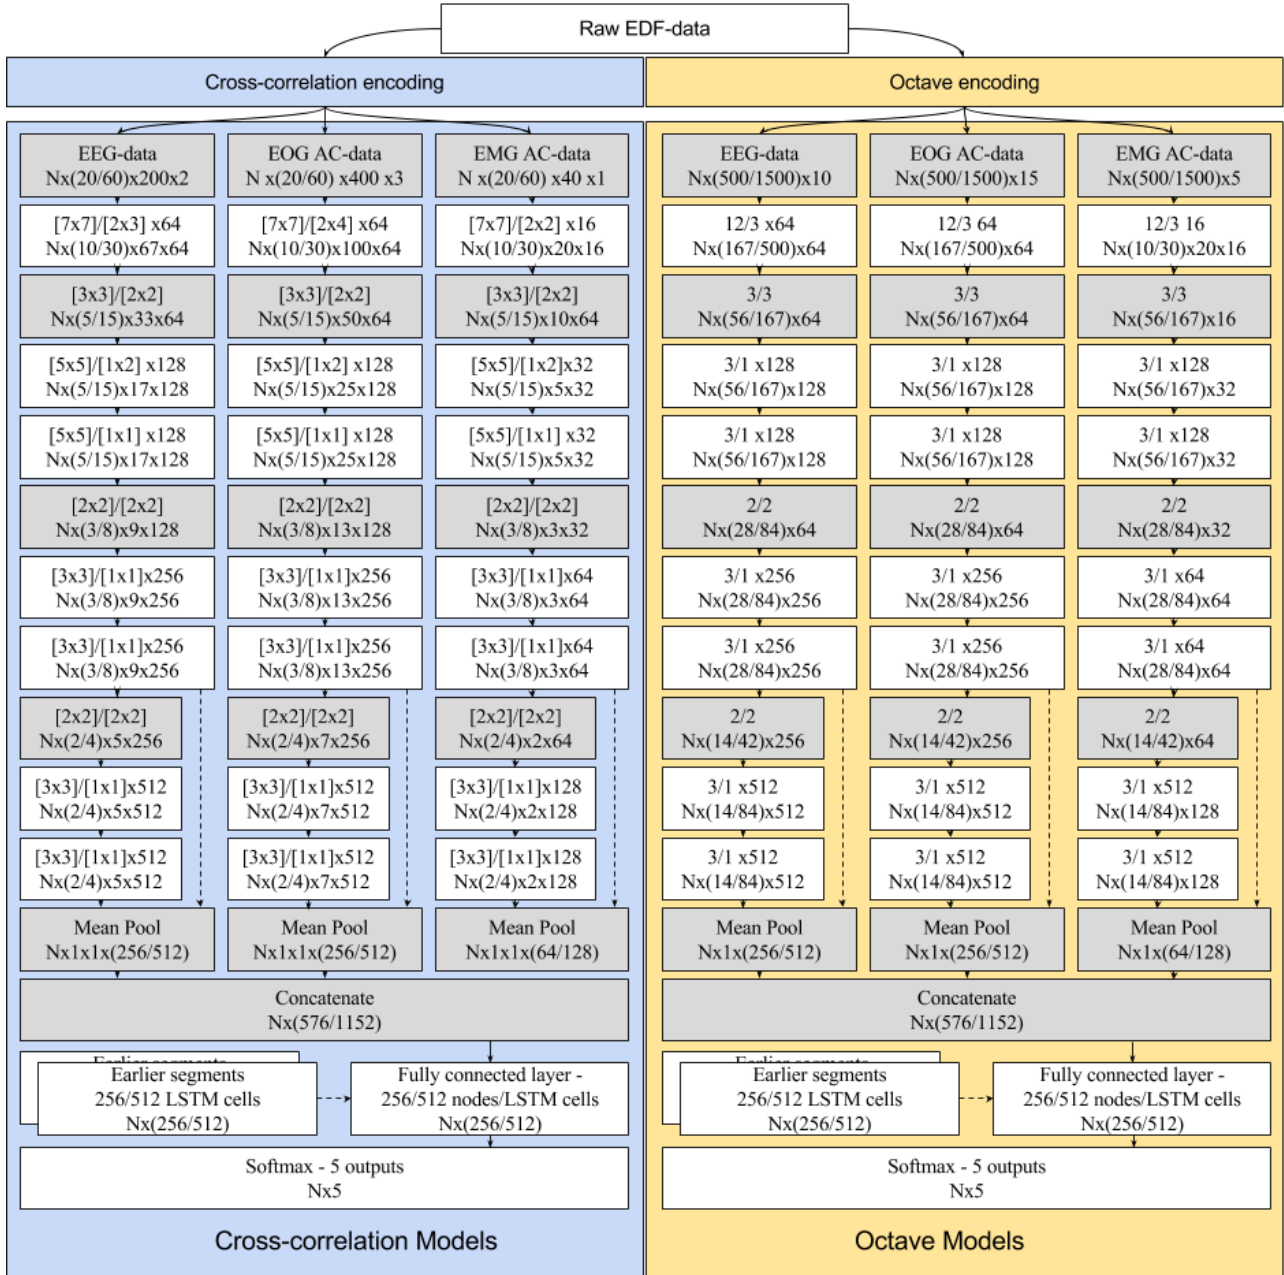 Raw EDF-data
Cross-correlation encoding
EEG-data
Nx(20/60)x200x2
[7x7]/[2x3] x64
Nx(10/30)x67x64
[3x3]/[2x2]
Nx(5/15)x33x64
[5x5]/[1x2] x128
Nx(5/15)x17x128
[5x5]/[1x1] x128
Nx(5/15)x17x128
[2x2]/[2x2]
Nx(3/8)x9x128
[3x3]/[1x1]x256
Nx(3/8)x9x256
[3x3]/[1x1]x256
Nx(3/8)x9x256
[2x2]/[2x2]
Nx(2/4)x5x256
[3x3]/[1x1]x512
Nx(2/4)x5x512
[3x3]/[1x1]x512
Nx(2/4)x5x512
Mean Pool
Nx1x1x(256/512)
EOG AC-data
N x(20/60) x400 x3
[7x7]/[2x4] x64
Nx(10/30)x100x64
[3x3]/[2x2]
Nx(5/15)x50x64
[5x5]/[1x2] x128
Nx(5/15)x25x128
[5x5]/[1x1] x128
Nx(5/15)x25x128
[2x2]/[2x2]
Nx(3/8)x13x128
[3x3]/[1x1]x256
Nx(3/8)x13x256
[3x3]/[1x1]x256
Nx(3/8)x13x256
[2x2]/[2x2]
Nx(2/4)x7x256
[3x3]/[1x1]x512
Nx(2/4)x7x512
[3x3]/[1x1]x512
Nx(2/4)x7x512
Mean Pool
Nx1x1x(256/512)
EMG AC-data
N x(20/60) x40 x1
[7x7]/[2x2] x16
Nx(10/30)x20x16
[3x3]/[2x2]
Nx(5/15)x10x64
[5x5]/[1x2]x32
Nx(5/15)x5x32
[5x5]/[1x1] x32
Nx(5/15)x5x32
[2x2]/[2x2]
Nx(3/8)x3x32
[3x3]/[1x1]x64
Nx(3/8)x3x64
[3x3]/[1x1]x64
Nx(3/8)x3x64
[2x2]/[2x2]
Nx(2/4)x2x64
[3x3]/[1x1]x128
Nx(2/4)x2x128
[3x3]/[1x1]x128
Nx(2/4)x2x128
Mean Pool
Nx1x1x(64/128)
Concatenate
Nx(576/1152)
Earlier segments
Earlier segments
256/512 LSTM cells
Nx(256/512)
Fully connected layer -
256/512 nodes/LSTM cells
Nx(256/512)
Softmax - 5 outputs
Nx5
Cross-correlation Models
Octave encoding
EEG-data
Nx(500/1500)x10
12/3 x64
Nx(167/500)x64
3/3
Nx(56/167)x64
3/1 x128
Nx(56/167)x128
3/1 x128
Nx(56/167)x128
2/2
Nx(28/84)x64
3/1 x256
Nx(28/84)x256
3/1 x256
Nx(28/84)x256
2/2
Nx(14/42)x256
3/1 x512
Nx(14/84)x512
3/1 x512
Nx(14/84)x512
Mean Pool
Nx1x(256/512)
EOG AC-data
Nx(500/1500)x15
12/3 64
Nx(167/500)x64
3/3
Nx(56/167)x64
3/1 x128
Nx(56/167)x128
3/1 x128
Nx(56/167)x128
2/2
Nx(28/84)x64
3/1 x256
Nx(28/84)x256
3/1 x256
Nx(28/84)x256
2/2
Nx(14/42)x256
3/1 x512
Nx(14/84)x512
3/1 x512
Nx(14/84)x512
Mean Pool
Nx1x(256/512)
EMG AC-data
Nx(500/1500)x5
12/3 16
Nx(10/30)x20x16
3/3
Nx(56/167)x16
3/1 x128
Nx(56/167)x32
3/1 x128
Nx(56/167)x32
2/2
Nx(28/84)x32
3/1 x64
Nx(28/84)x64
3/1 x64
Nx(28/84)x64
2/2
Nx(14/42)x64
3/1 x512
Nx(14/84)x128
3/1 x512
Nx(14/84)x128
Mean Pool
Nx1x(64/128)
Concatenate
Nx(576/1152)
Earlier segments
Earlier segments
256/512 LSTM cells
Nx(256/512)
Fully connected layer -
256/512 nodes/LSTM cells
Nx(256/512)
Softmax - 5 outputs
Nx5
Octave Models